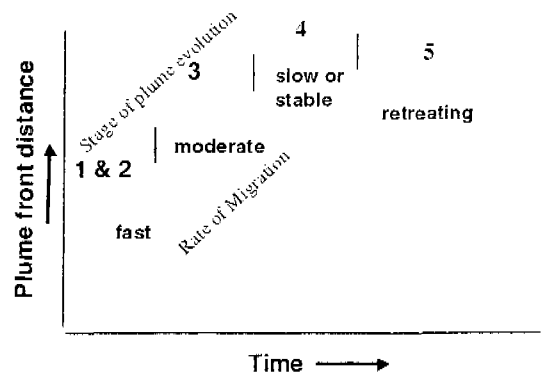 4
5
Stage of plume evolution
3
slow or
stable
retreating
moderate
1 & 2
Rate of Migration
fast
Plume front distance
Time